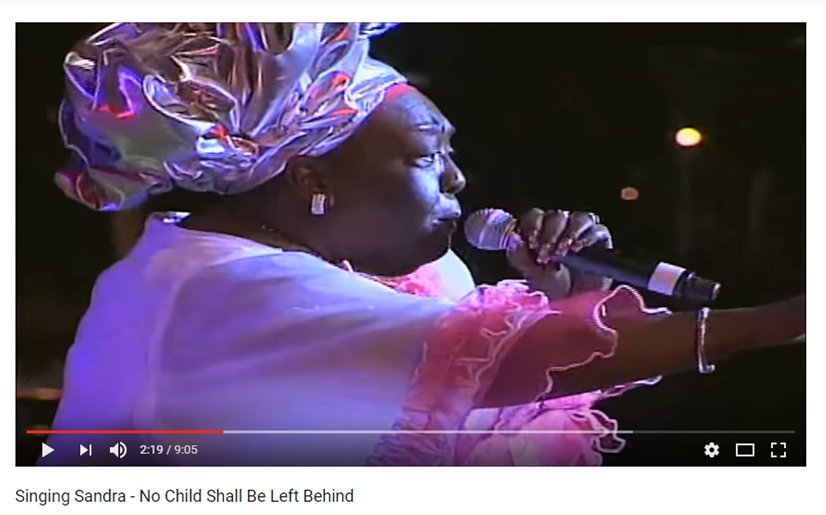 2:19 / 9:05
Singing Sandra - No Child Shall Be Left Behind